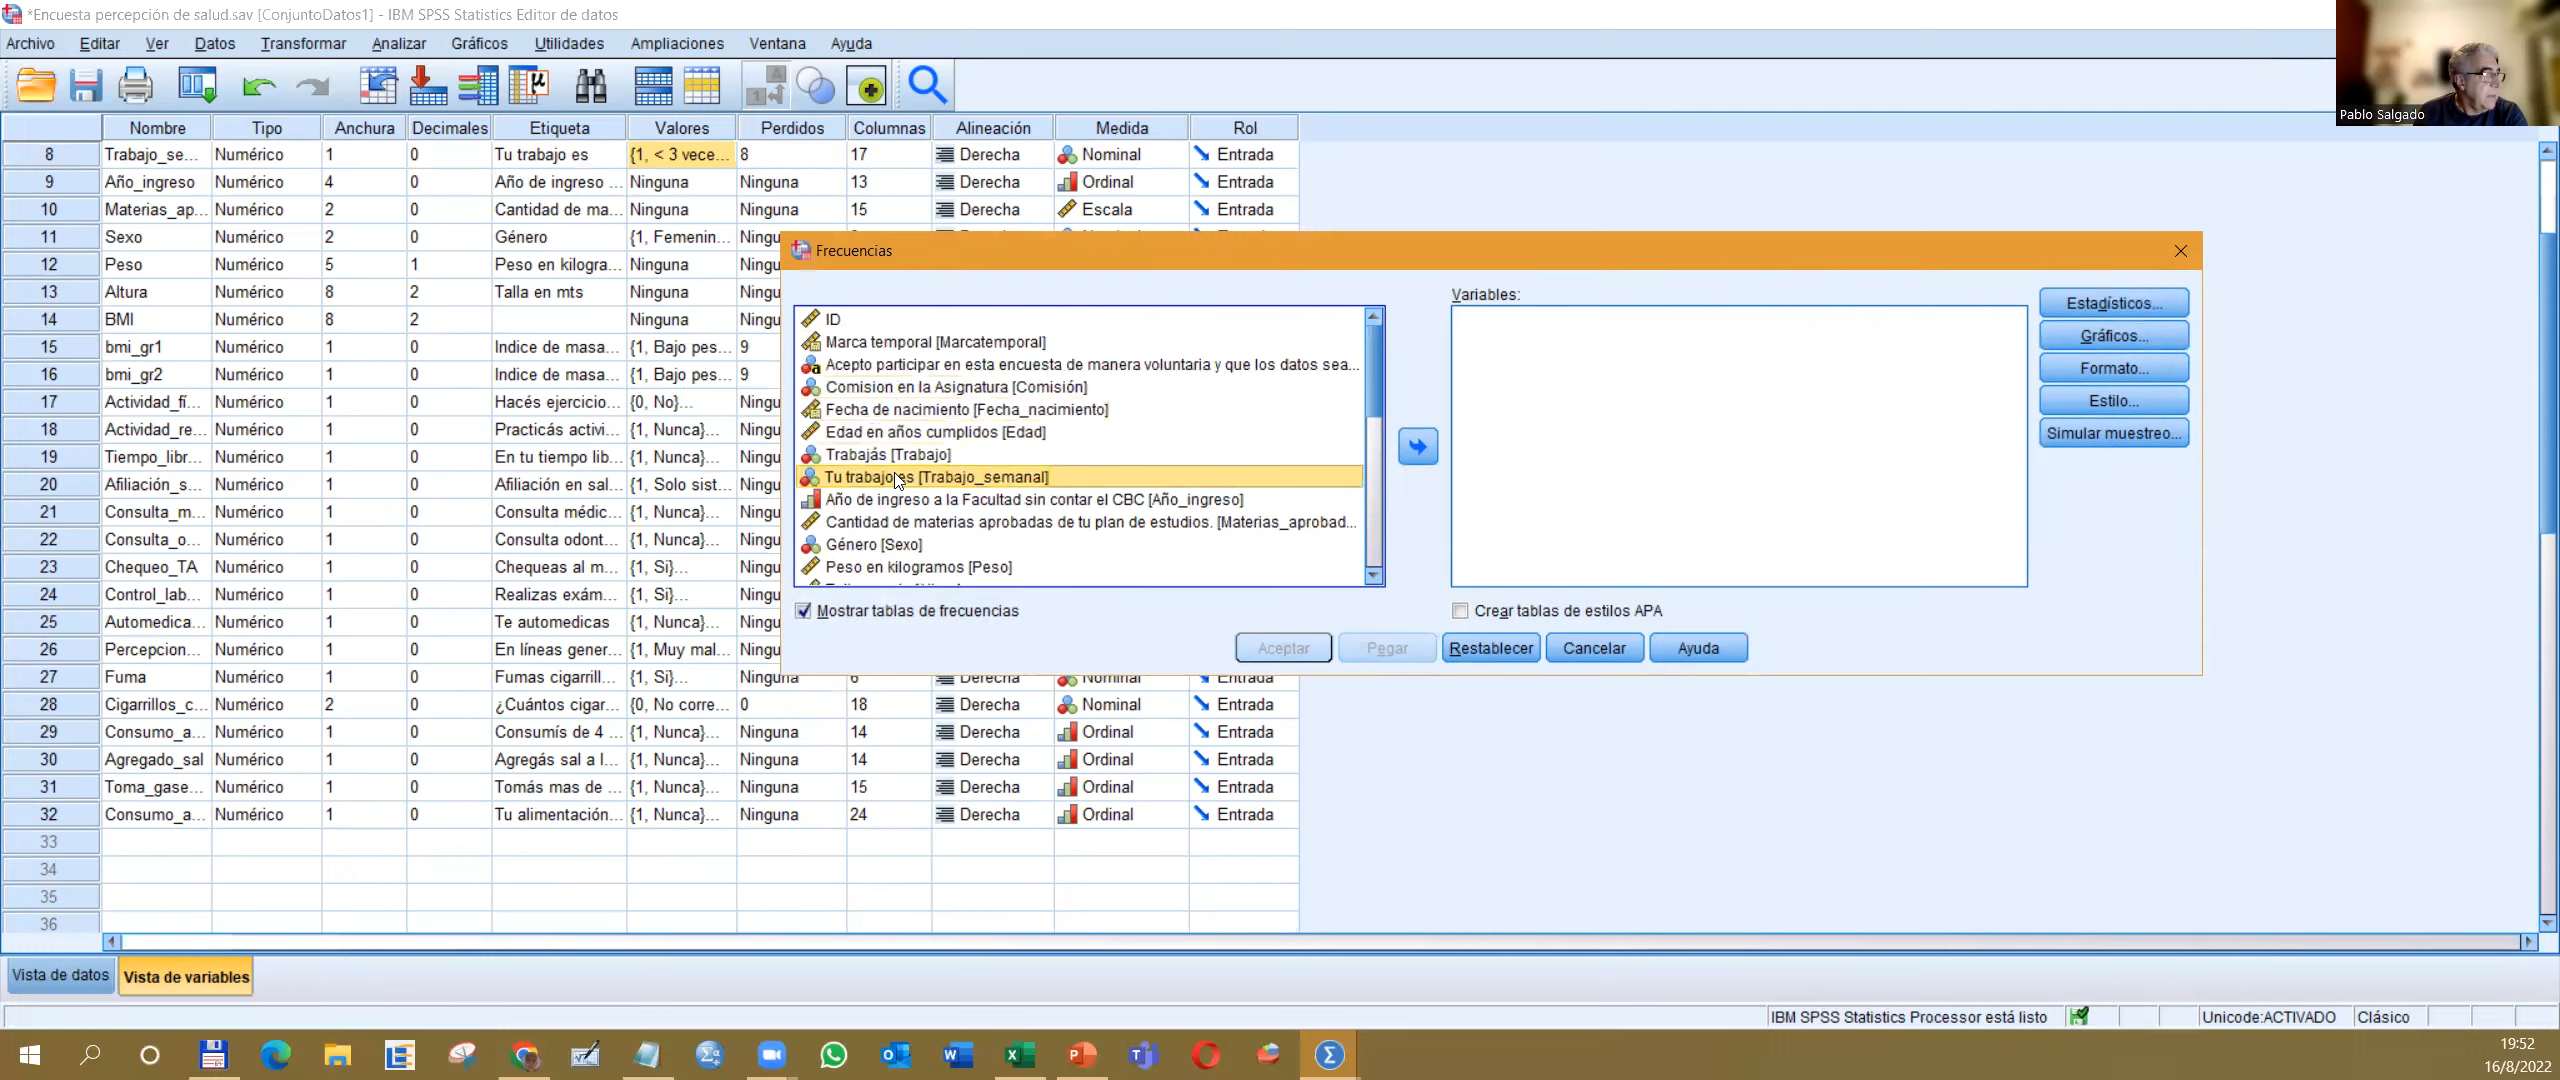 *Encuesta percepción de salud.sav [ConjuntoDatos1] - IBM SPSS Statistics Editor de datos
Archivo Editar Ver Datos Transformar Analizar Gráficos Utilidades Ampliaciones Ventana Ayuda
Pablo Salgado
Nombre Tipo Anchura Decimales Etiqueta Valores Perdidos Columnas Alineación Medida Rol
8 Trabajo_se... Numérico 1 0 Tu trabajo es {1, < 3 vece... 8 17 Derecha Nominal Entrada
9 Año_ingreso Numérico 4 0 Año de ingreso ... Ninguna Ninguna 13 Derecha Ordinal Entrada
10 Materias_ap... Numérico 2 0 Cantidad de ma... Ninguna Ninguna 15 Derecha Escala Entrada
11 Sexo Numérico 2 0 Género {1, Femenin... Ningu
12 Peso Numérico 5 1 Peso en kilogra... Ninguna Ningu
13 Altura Numérico 8 2 Talla en mts Ninguna Ningu
14 BMI Numérico 8 2 Ninguna Ningu
15 bmi_gr1 Numérico 1 0 Indice de masa... {1, Bajo pes... 9
16 bmi_gr2 Numérico 1 0 Indice de masa... {1, Bajo pes... 9
17 Actividad_fí... Numérico 1 0 Hacés ejercicio... {0, No}... Ningu
18 Actividad_re... Numérico 1 0 Practicás activi... {1, Nunca}... Ningu
19 Tiempo_libr... Numérico 1 0 En tu tiempo lib... {1, Nunca}... Ningu
20 Afiliación_s... Numérico 1 0 Afiliación en sal... {1, Solo sist... Ningu
21 Consulta_m... Numérico 1 0 Consulta médic... {1, Nunca}... Ningu
22 Consulta_o... Numérico 1 0 Consulta odont... {1, Nunca}... Ningu
23 Chequeo_TA Numérico 1 0 Chequeas al m... {1, Si}... Ningu
24 Control_lab... Numérico 1 0 Realizas exám... {1, Si}... Ningu
25 Automedica... Numérico 1 0 Te automedicas {1, Nunca}... Ningu
26 Percepcion... Numérico 1 0 En líneas gener... {1, Muy mal... Ningu
27 Fuma Numérico 1 0 Fumas cigarrill... {1, Si}... Ninguna 6 Derecha Nominal Entrada
28 Cigarrillos_c... Numérico 2 0 ¿Cuántos cigar... {0, No corre... 0 18 Derecha Nominal Entrada
29 Consumo_a... Numérico 1 0 Consumís de 4 ... {1, Nunca}... Ninguna 14 Derecha Ordinal Entrada
30 Agregado_sal Numérico 1 0 Agregás sal a l... {1, Nunca}... Ninguna 14 Derecha Ordinal Entrada
31 Toma_gase... Numérico 1 0 Tomás mas de ... {1, Nunca}... Ninguna 15 Derecha Ordinal Entrada
32 Consumo_a... Numérico 1 0 Tu alimentación... {1, Nunca}... Ninguna 24 Derecha Ordinal Entrada
33
34
35
36
Frecuencias
ID
Marca temporal [Marcatemporal]
Acepto participar en esta encuesta de manera voluntaria y que los datos sea...
Comision en la Asignatura [Comisión]
Fecha de nacimiento [Fecha_nacimiento]
Edad en años cumplidos [Edad]
Trabajás [Trabajo]
Tu trabajo es [Trabajo_semanal]
Año de ingreso a la Facultad sin contar el CBC [Año_ingreso]
Cantidad de materias aprobadas de tu plan de estudios. [Materias_aprobad...
Género [Sexo]
Peso en kilogramos [Peso]
Variables:
Estadísticos...
Gráficos...
Formato...
Estilo...
Simular muestreo...
Mostrar tablas de frecuencias
Crear tablas de estilos APA
Aceptar Pegar Restablecer Cancelar Ayuda
Vista de datos Vista de variables
IBM SPSS Statistics Processor está listo Unicode:ACTIVADO Clásico
19:52
16/8/2022